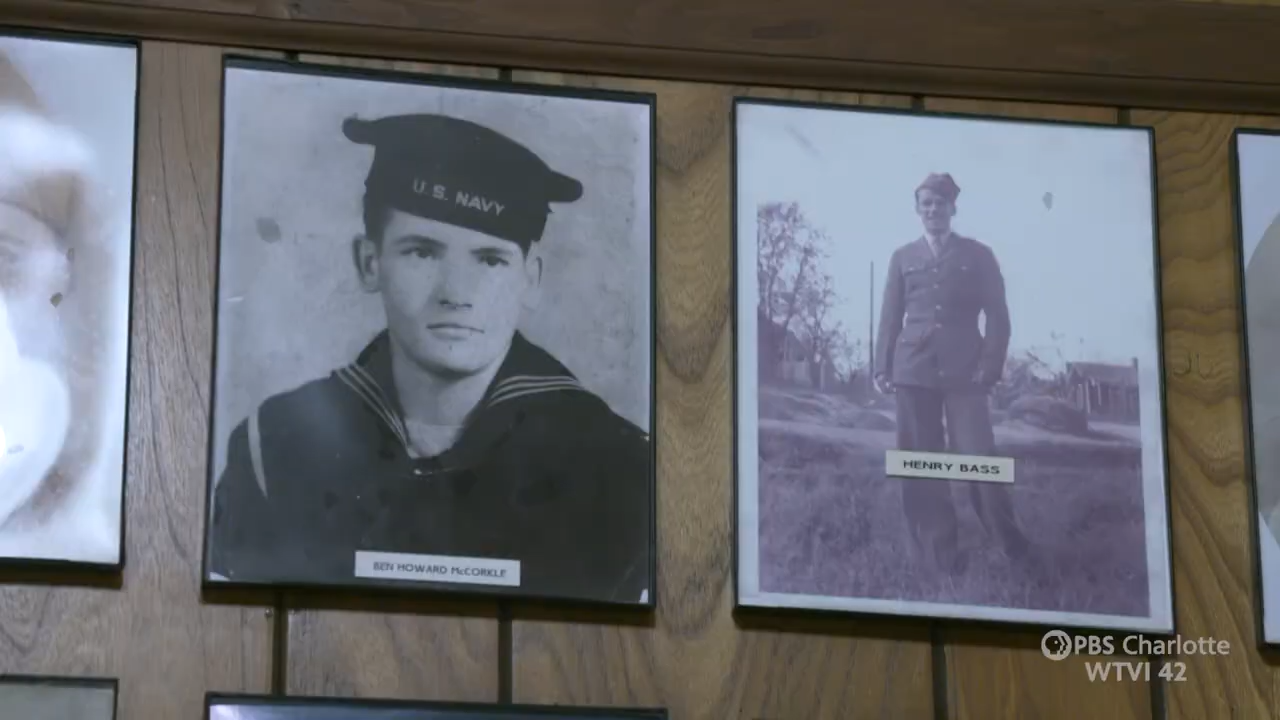 U.S. NAVY
BEN HOWARD McCORKLE
HENRY BASS
PBS Charlotte
WTVI 42